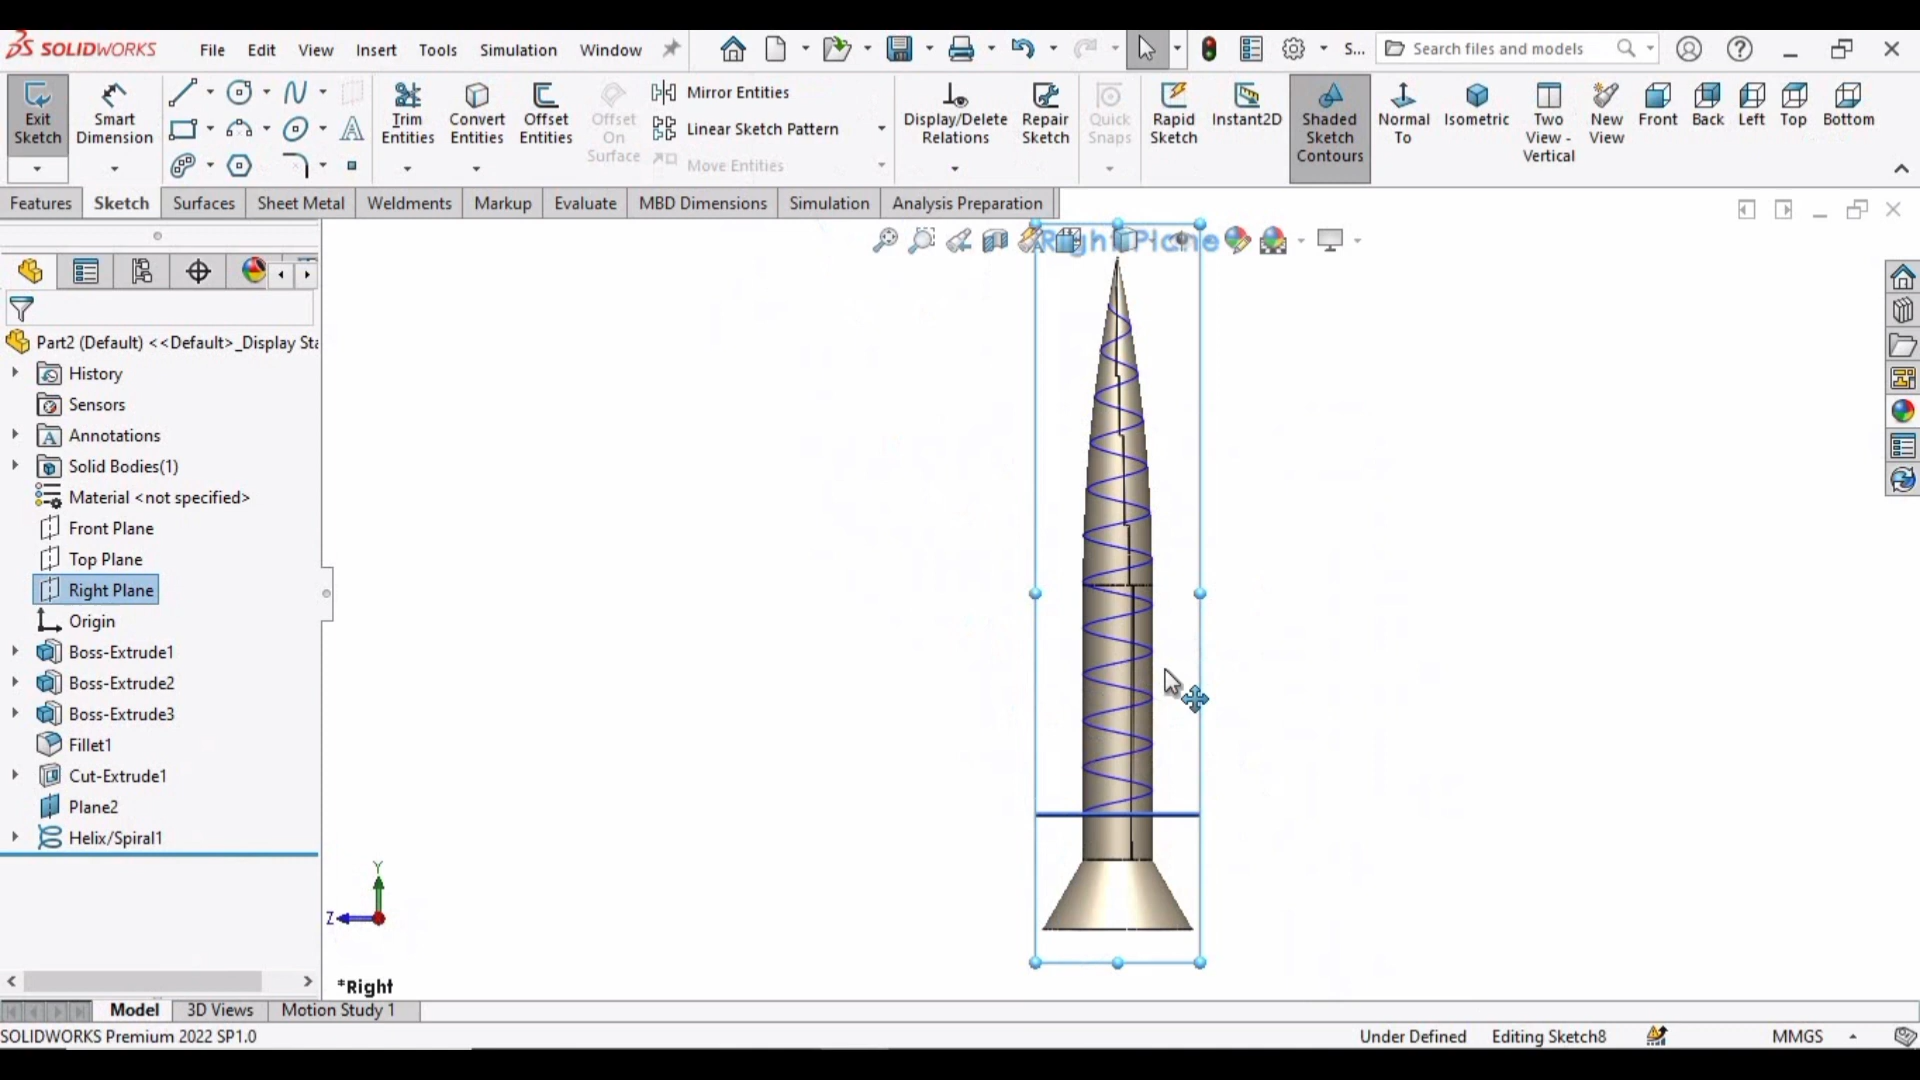 SOLIDWORKS File Edit View Insert Tools Simulation Window S... Search files and models
Exit Sketch
Smart Dimension
Trim Entities
Convert Entities
Offset Entities
Offset On Surface
Mirror Entities
Linear Sketch Pattern
Move Entities
Display/Delete Relations
Repair Sketch
Quick Snaps
Rapid Sketch
Instant2D
Shaded Sketch Contours
Normal To
Isometric
Two View - Vertical
New View
Front
Back
Left
Top
Bottom
Features Sketch Surfaces Sheet Metal Weldments Markup Evaluate MBD Dimensions Simulation Analysis Preparation
Right Plane
Part2 (Default) <<Default>_Display Sta
History
Sensors
Annotations
Solid Bodies(1)
Material <not specified>
Front Plane
Top Plane
Right Plane
Origin
Boss-Extrude1
Boss-Extrude2
Boss-Extrude3
Fillet1
Cut-Extrude1
Plane2
Helix/Spiral1
Y
Z
*Right
Model 3D Views Motion Study 1
SOLIDWORKS Premium 2022 SP1.0 Under Defined Editing Sketch8 MMGS